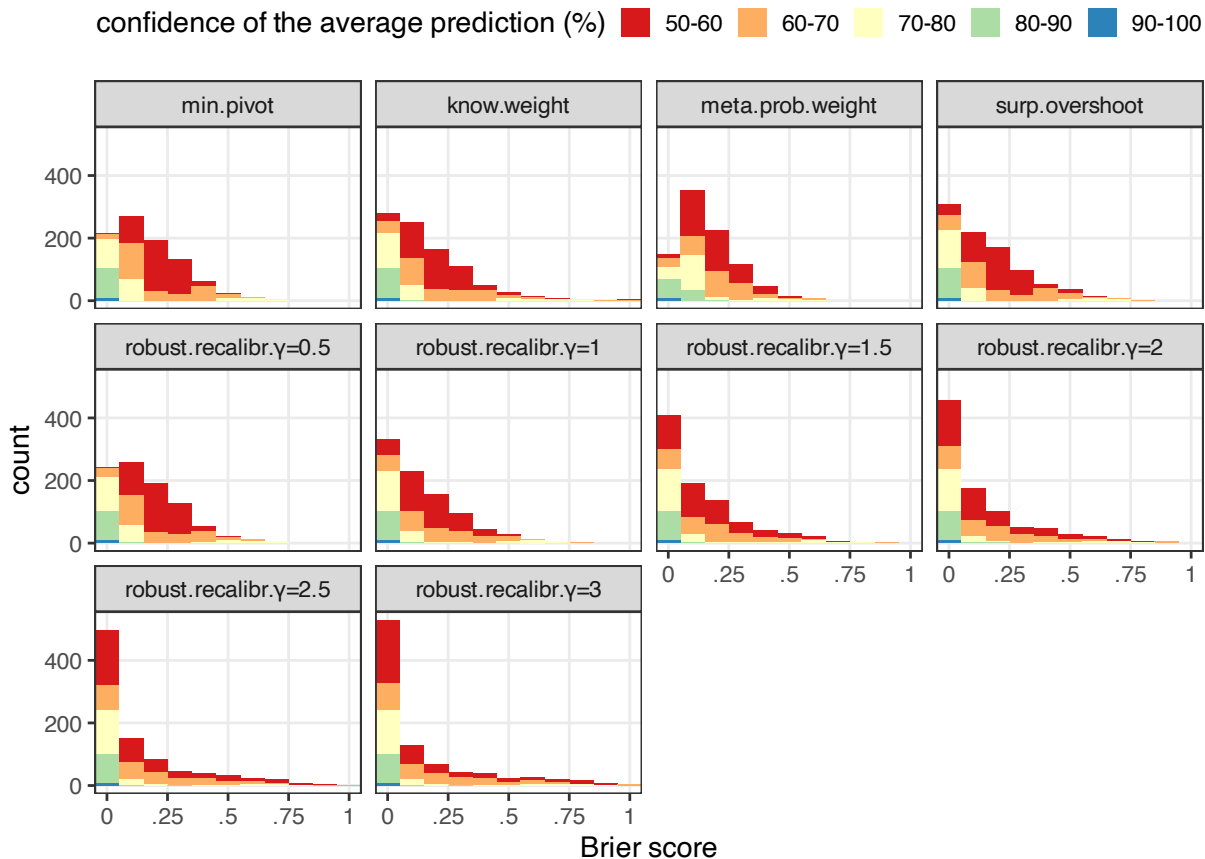 confidence of the average prediction (%) 50-60 60-70 70-80 80-90 90-100
min.pivot know.weight meta.prob.weight surp.overshoot
400
200
0
robust.recalibr.γ=0.5 robust.recalibr.γ=1 robust.recalibr.γ=1.5 robust.recalibr.γ=2
400
200
0
count
0 .25 .5 .75 1 0 .25 .5 .75 1
robust.recalibr.γ=2.5 robust.recalibr.γ=3
400
200
0
0 .25 .5 .75 1 0 .25 .5 .75 1
Brier score